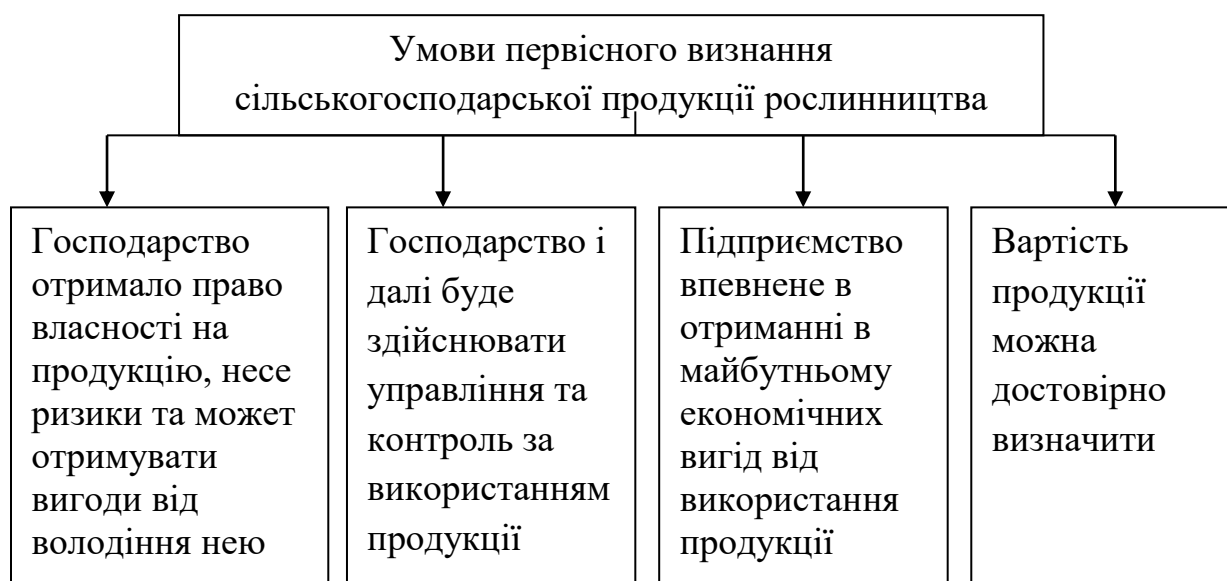 Умови первісного визнання
сільськогосподарської продукції рослинництва
Господарство
отримало право
власності на
продукцію, несе
ризики та может
отримувати
вигоди від
володіння нею
Господарство і
далі буде
здійснювати
управління та
контроль за
використанням
продукції
Підприємство
впевнене в
отриманні в
майбутньому
економічних
вигід від
використання
продукції
Вартість
продукції
можна
достовірно
визначити